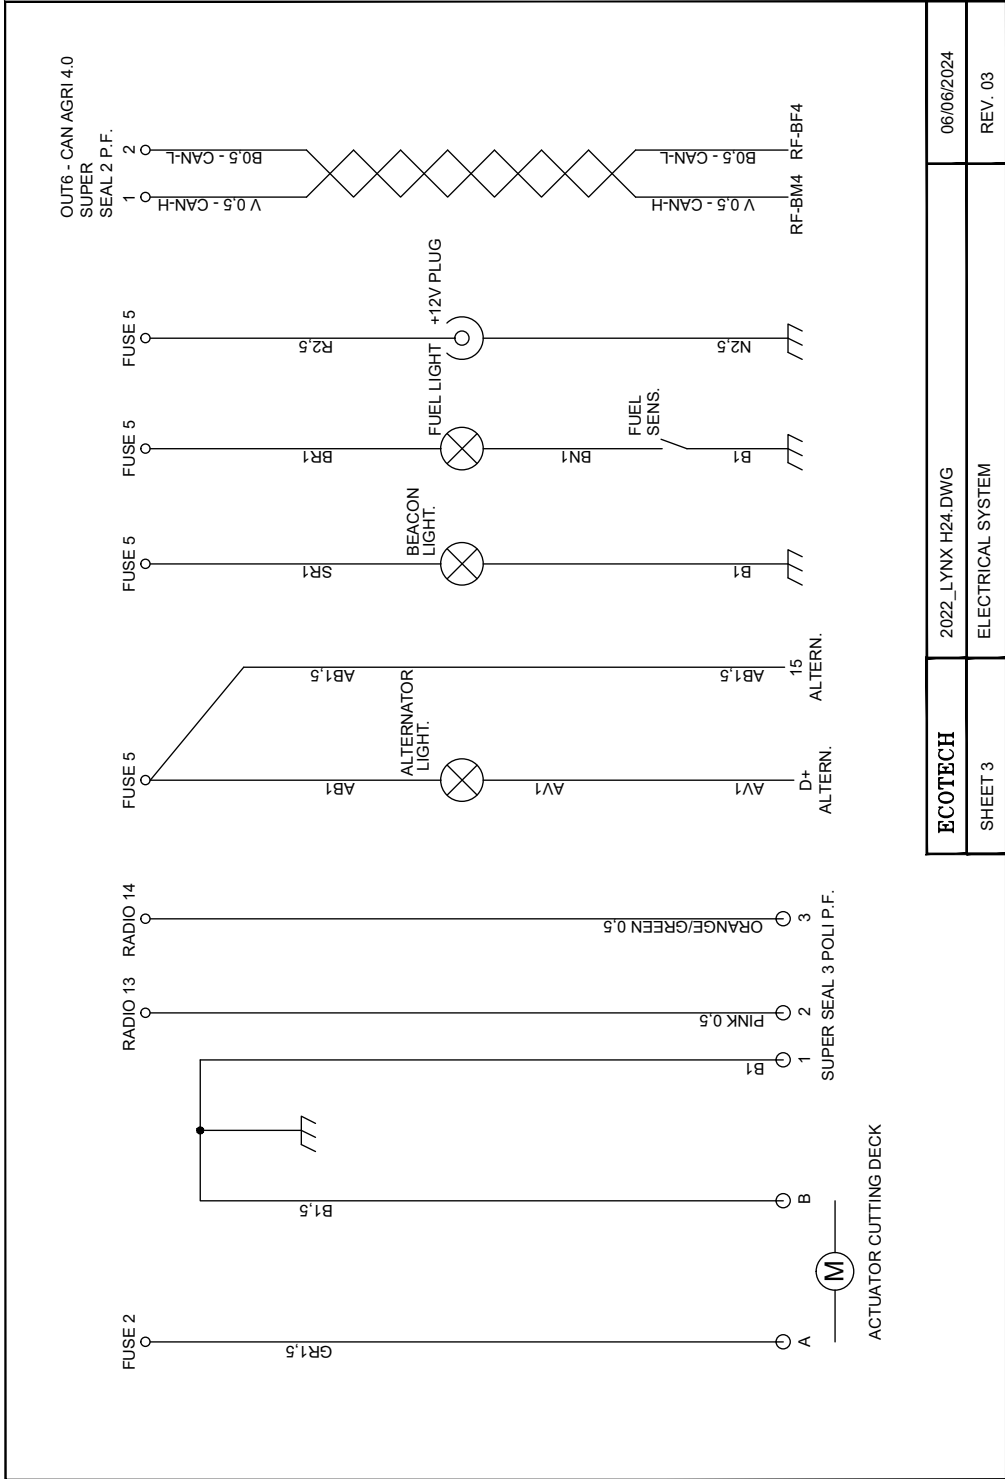 OUT6 - CAN AGRI 4.0
SUPER
SEAL 2 P.F.
1
2
V 0,5 - CAN-H
B0,5 - CAN-L
V 0,5 - CAN-H
B0,5 - CAN-L
RF-BM4
RF-BF4
FUSE 5
R2,5
+12V PLUG
N2,5
FUSE 5
BR1
FUEL LIGHT
BN1
FUEL
SENS.
B1
FUSE 5
SR1
BEACON
LIGHT.
B1
FUSE 5
AB1,5
AB1,5
15
ALTERN.
AB1
ALTERNATOR
LIGHT.
AV1
AV1
D+
ALTERN.
RADIO 14
ORANGE/GREEN 0,5
3
RADIO 13
PINK 0,5
2
B1
1
SUPER SEAL 3 POLI P.F.
B1,5
B
FUSE 2
GR1,5
A
M
ACTUATOR CUTTING DECK
ECOTECH
2022_LYNX H24.DWG
06/06/2024
SHEET 3
ELECTRICAL SYSTEM
REV. 03